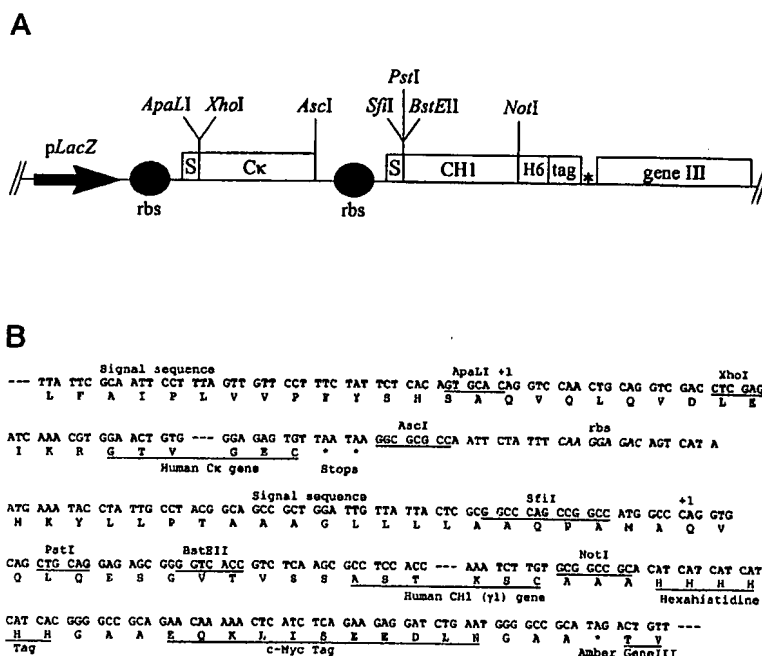 A
PstI
ApaLI XhoI AscI SfiI BstEII NotI
pLacZ
S Cκ S CH1 H6 tag * gene III
rbs rbs
B
Signal sequence ApaLI +1 XhoI
--- TTA TTC GCA ATT CCT TTA GTT GTT CCT TTC TAT TCT CAC AGT GCA CAG GTC CAA CTG CAG GTC GAC CTC GAG
L F A I P L V V P F Y S H S A Q V Q L Q V D L E
AscI rbs
ATC AAA CGT GGA ACT GTG --- GGA GAG TGT TAA TAA GGC GCG CCA ATT CTA TTT CAA GGA GAC AGT CAT A
I K R G T V G E C * *
Human Cκ gene Stops
Signal sequence SfiI +1
ATG AAA TAC CTA TTG CCT ACG GCA GCC GCT GGA TTG TTA TTA CTC GCG GCC CAG CCG GCC ATG GCC CAG GTG
M K Y L L P T A A A G L L L L A A Q P A M A Q V
PstI BstEII NotI
CAG CTG CAG GAG AGC GGG GTC ACC GTC TCA AGC GCC TCC ACC --- AAA TCT TGT GCG GCC GCA CAT CAT CAT CAT
Q L Q E S G V T V S S A S T K S C A A A H H H H
Human CH1 (γ1) gene Hexahistidine
CAT CAC GGG GCC GCA GAA CAA AAA CTC ATC TCA GAA GAG GAT CTG AAT GGG GCC GCA TAG ACT GTT ---
H H G A A E Q K L I S E E D L N G A A * T V
Tag c-Myc Tag Amber GeneIII